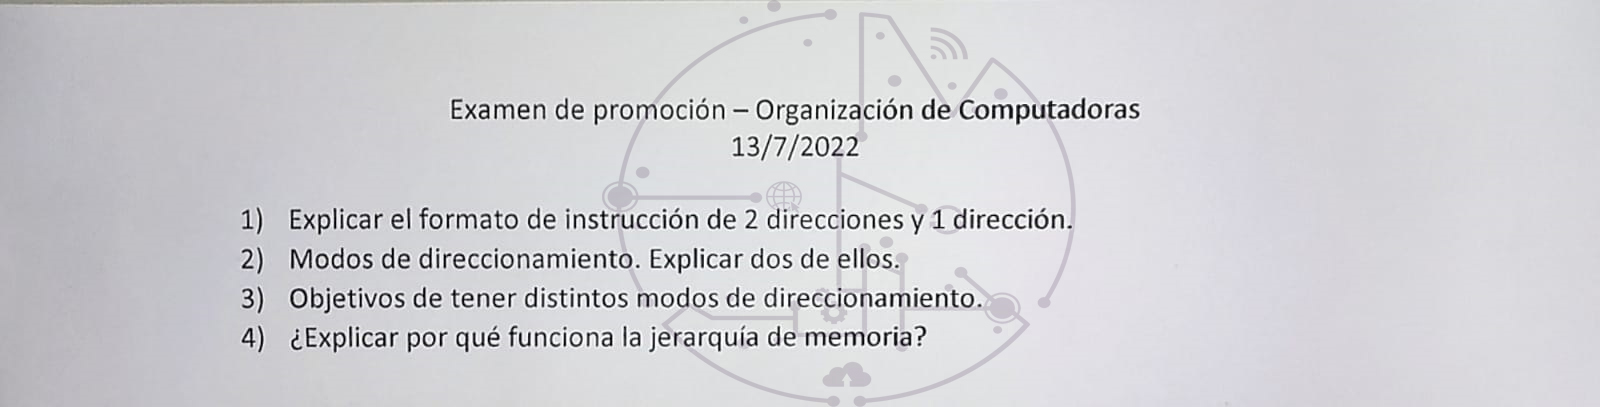 Examen de promoción – Organización de Computadoras
13/7/2022
1) Explicar el formato de instrucción de 2 direcciones y 1 dirección.
2) Modos de direccionamiento. Explicar dos de ellos.
3) Objetivos de tener distintos modos de direccionamiento.
4) ¿Explicar por qué funciona la jerarquía de memoria?